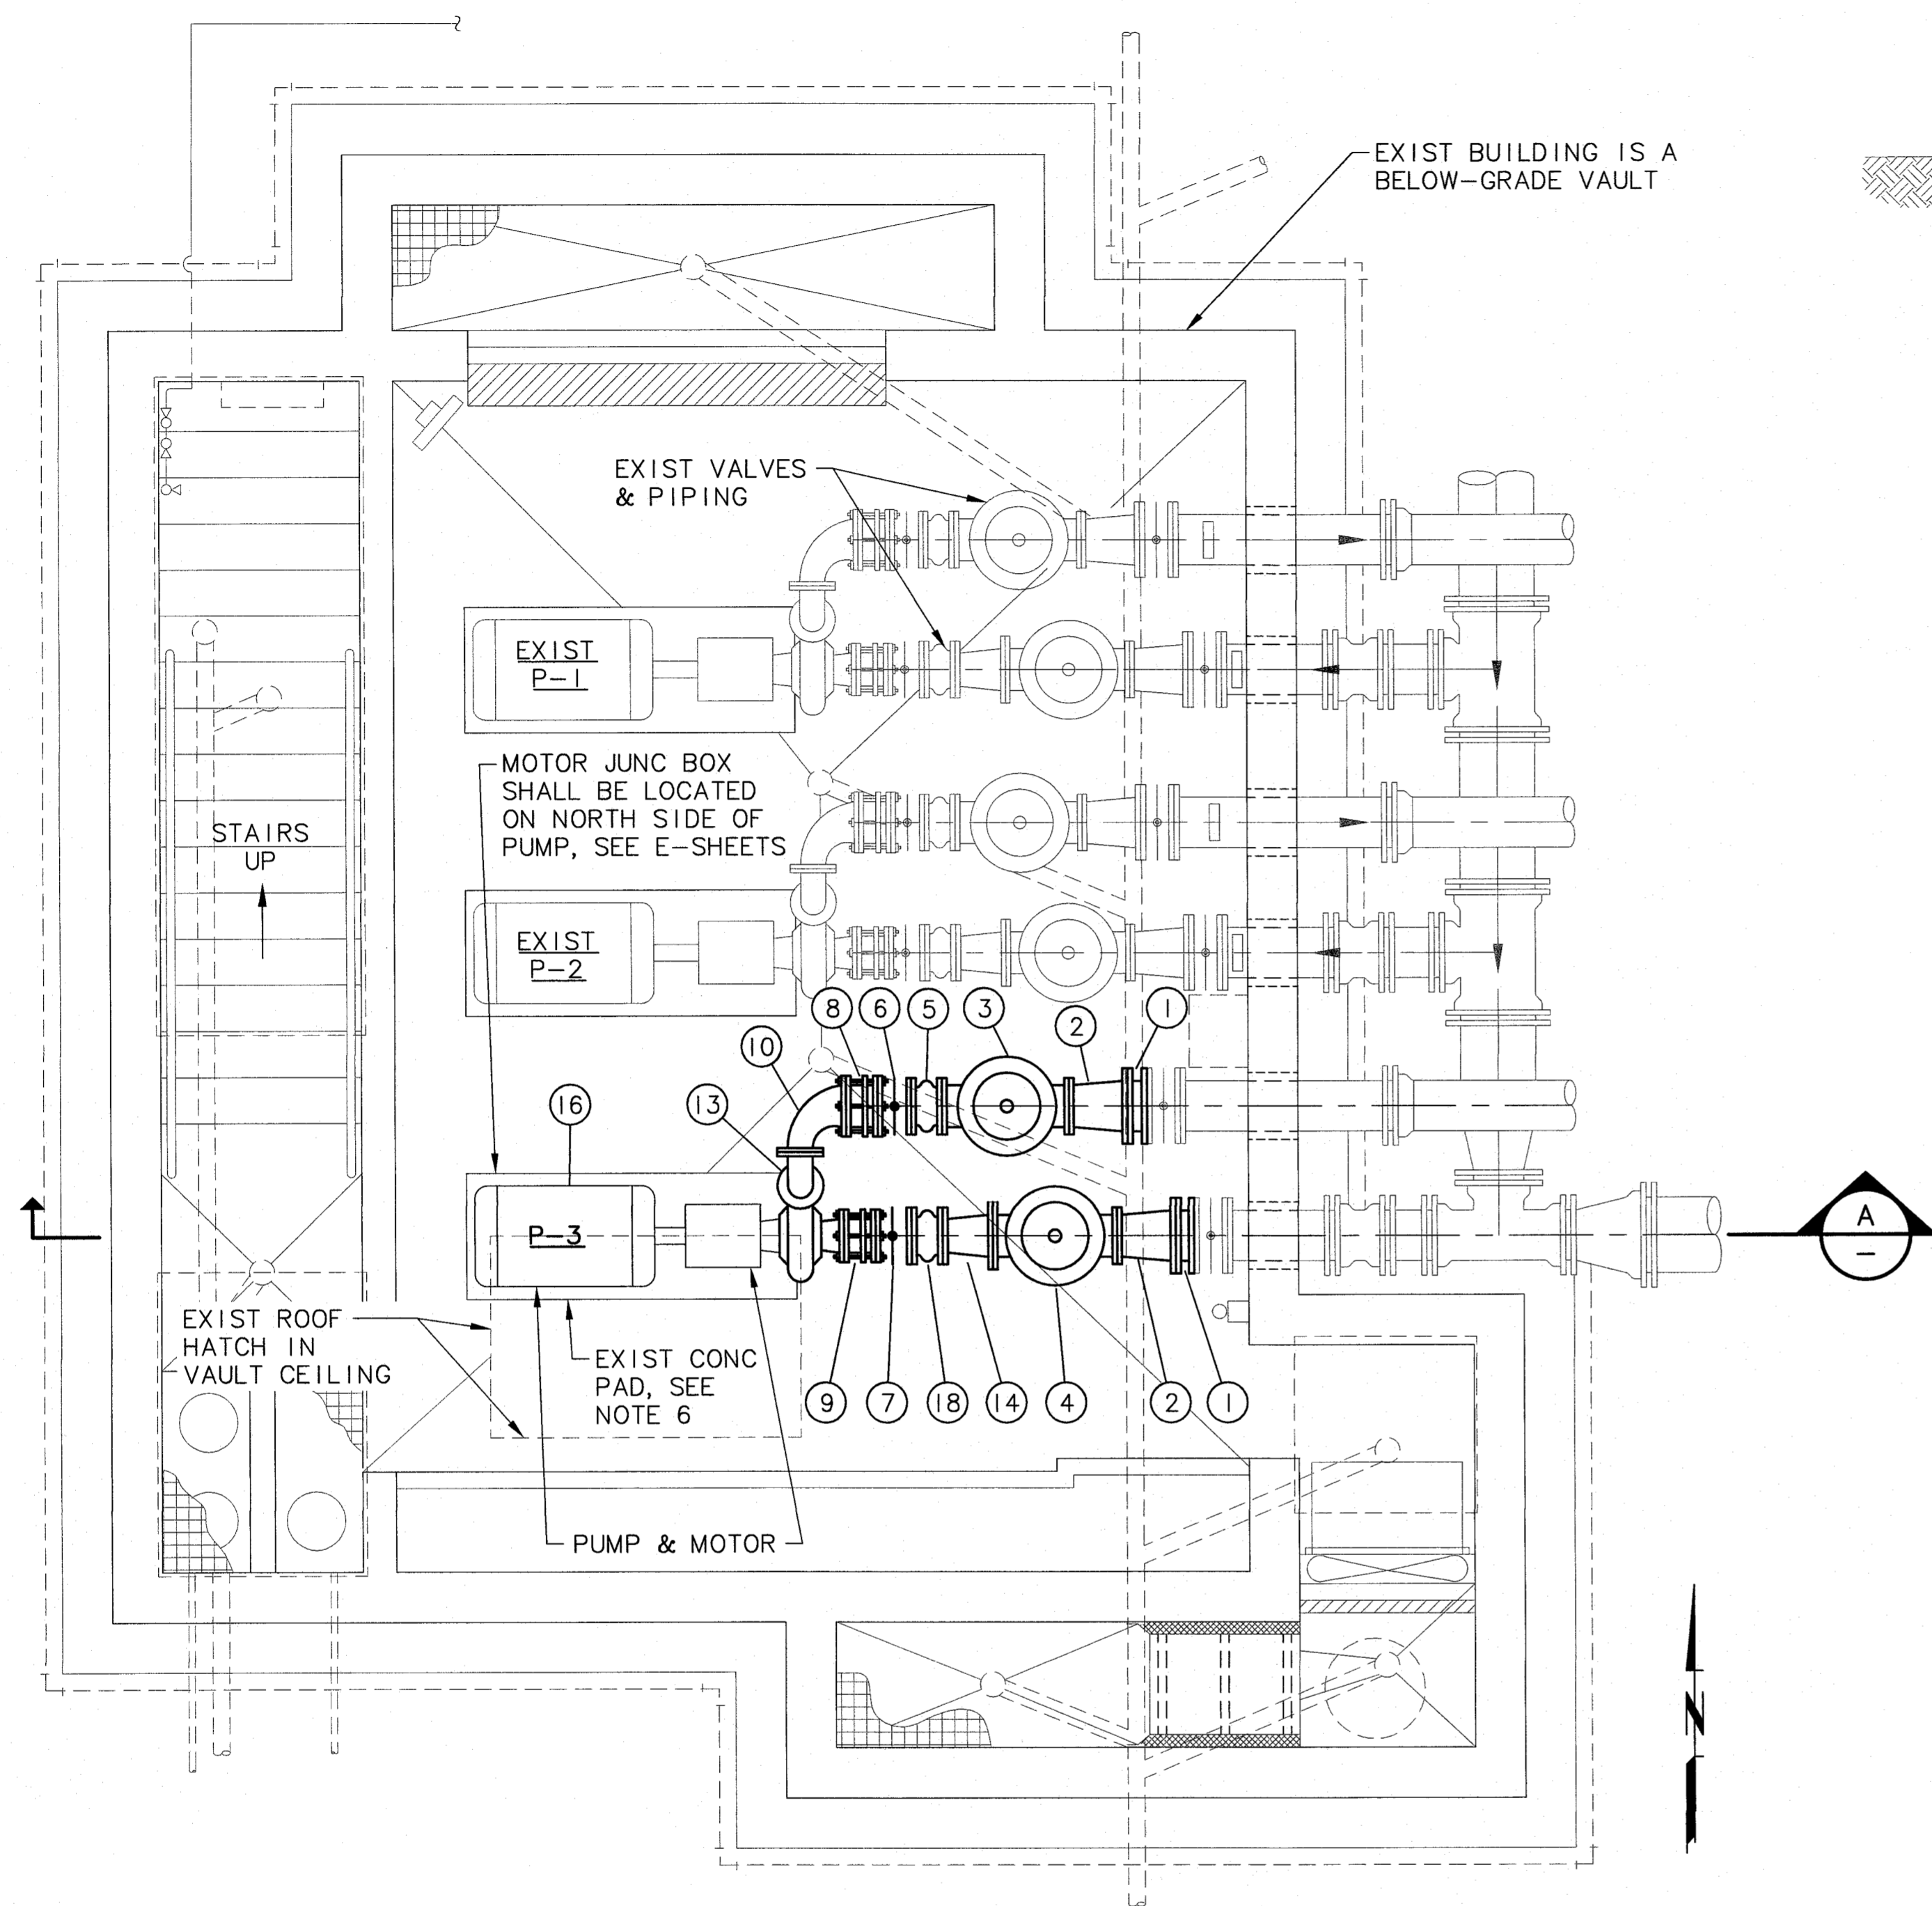 EXIST BUILDING IS A
BELOW-GRADE VAULT
EXIST VALVES
& PIPING
EXIST
P-1
MOTOR JUNC BOX
SHALL BE LOCATED
ON NORTH SIDE OF
PUMP, SEE E-SHEETS
STAIRS
UP
EXIST
P-2
8
6
5
3
2
1
10
16
13
P-3
A
–
EXIST ROOF
HATCH IN
VAULT CEILING
EXIST CONC
PAD, SEE
NOTE 6
9
7
18
14
4
2
1
PUMP & MOTOR
N